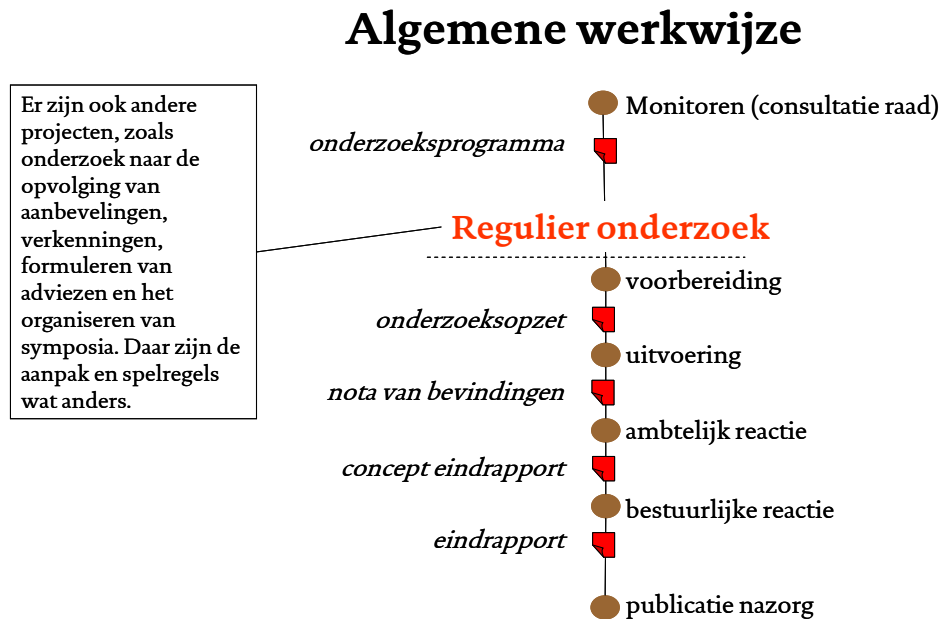 Algemene werkwijze
Er zijn ook andere
projecten, zoals
onderzoek naar de
opvolging van
aanbevelingen,
verkenningen,
formuleren van
adviezen en het
organiseren van
symposia. Daar zijn de
aanpak en spelregels
wat anders.
Monitoren (consultatie raad)
onderzoeksprogramma
Regulier onderzoek
voorbereiding
onderzoeksopzet
uitvoering
nota van bevindingen
ambtelijk reactie
concept eindrapport
bestuurlijke reactie
eindrapport
publicatie nazorg